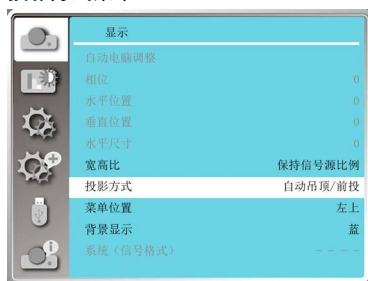 显示
自动电脑调整
相位 0
水平位置 0
垂直位置 0
水平尺寸 0
宽高比 保持信号源比例
投影方式 自动吊顶/前投
菜单位置 左上
背景显示 蓝
系统（信号格式） ----